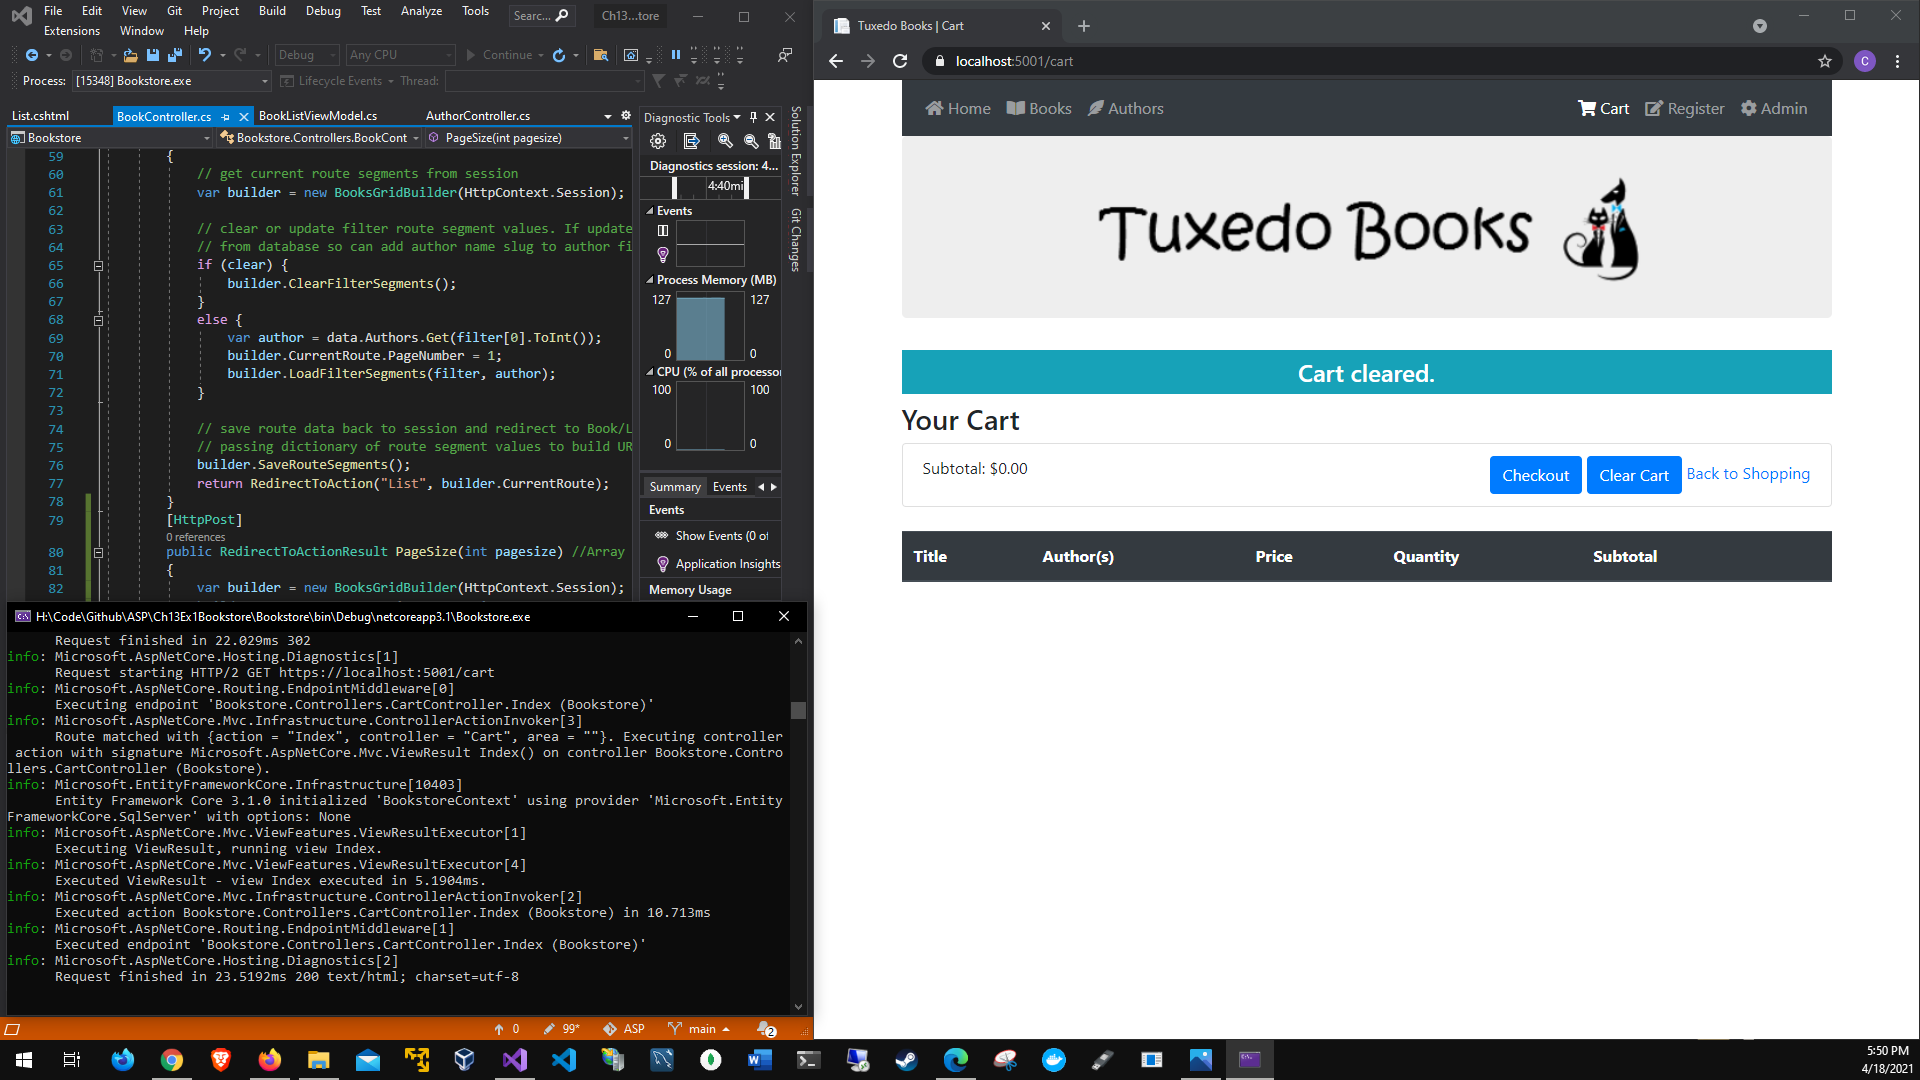 File Edit View Git Project Build Debug Test Analyze Tools Searc... Ch13...tore
Extensions Window Help
Debug Any CPU Continue
Process: [15348] Bookstore.exe Lifecycle Events Thread:
List.cshtml BookController.cs BookListViewModel.cs AuthorController.cs
Bookstore Bookstore.Controllers.BookCont PageSize(int pagesize)
59 {
60 // get current route segments from session
61 var builder = new BooksGridBuilder(HttpContext.Session);
62
63 // clear or update filter route segment values. If update
64 // from database so can add author name slug to author fi
65 if (clear) {
66 builder.ClearFilterSegments();
67 }
68 else {
69 var author = data.Authors.Get(filter[0].ToInt());
70 builder.CurrentRoute.PageNumber = 1;
71 builder.LoadFilterSegments(filter, author);
72 }
73
74 // save route data back to session and redirect to Book/L
75 // passing dictionary of route segment values to build UR
76 builder.SaveRouteSegments();
77 return RedirectToAction("List", builder.CurrentRoute);
78 }
79 [HttpPost]
0 references
80 public RedirectToActionResult PageSize(int pagesize) //Array
81 {
82 var builder = new BooksGridBuilder(HttpContext.Session);
Diagnostic Tools
Diagnostics session: 4...
4:40mi
Events
Process Memory (MB)
127 127
0 0
CPU (% of all processo
100 100
0 0
Summary Events
Events
Show Events (0 of
Application Insights
Memory Usage
Solution Explorer
Git Changes
H:\Code\Github\ASP\Ch13Ex1Bookstore\Bookstore\bin\Debug\netcoreapp3.1\Bookstore.exe
Request finished in 22.029ms 302
info: Microsoft.AspNetCore.Hosting.Diagnostics[1]
Request starting HTTP/2 GET https://localhost:5001/cart
info: Microsoft.AspNetCore.Routing.EndpointMiddleware[0]
Executing endpoint 'Bookstore.Controllers.CartController.Index (Bookstore)'
info: Microsoft.AspNetCore.Mvc.Infrastructure.ControllerActionInvoker[3]
Route matched with {action = "Index", controller = "Cart", area = ""}. Executing controller
action with signature Microsoft.AspNetCore.Mvc.ViewResult Index() on controller Bookstore.Contro
llers.CartController (Bookstore).
info: Microsoft.EntityFrameworkCore.Infrastructure[10403]
Entity Framework Core 3.1.0 initialized 'BookstoreContext' using provider 'Microsoft.Entity
FrameworkCore.SqlServer' with options: None
info: Microsoft.AspNetCore.Mvc.ViewFeatures.ViewResultExecutor[1]
Executing ViewResult, running view Index.
info: Microsoft.AspNetCore.Mvc.ViewFeatures.ViewResultExecutor[4]
Executed ViewResult - view Index executed in 5.1904ms.
info: Microsoft.AspNetCore.Mvc.Infrastructure.ControllerActionInvoker[2]
Executed action Bookstore.Controllers.CartController.Index (Bookstore) in 10.713ms
info: Microsoft.AspNetCore.Routing.EndpointMiddleware[1]
Executed endpoint 'Bookstore.Controllers.CartController.Index (Bookstore)'
info: Microsoft.AspNetCore.Hosting.Diagnostics[2]
Request finished in 23.5192ms 200 text/html; charset=utf-8
0 99* ASP main 2
Tuxedo Books | Cart
localhost:5001/cart C
Home Books Authors Cart Register Admin
Tuxedo Books
Cart cleared.
Your Cart
Subtotal: $0.00 Checkout Clear Cart Back to Shopping
Title Author(s) Price Quantity Subtotal
5:50 PM
4/18/2021